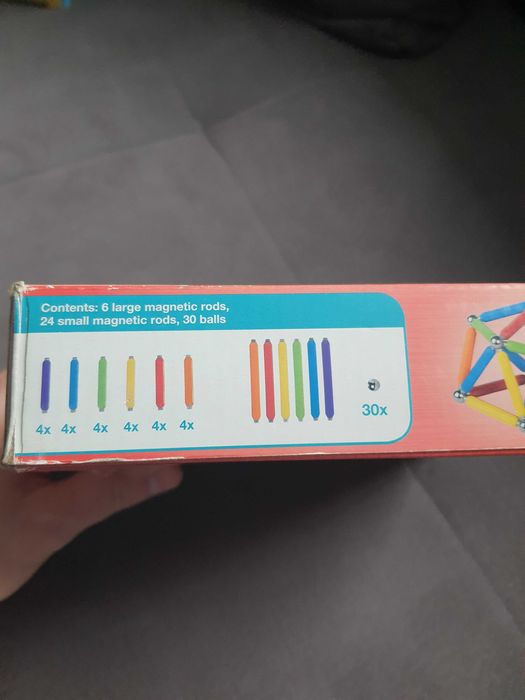 Contents: 6 large magnetic rods,
24 small magnetic rods, 30 balls
4x 4x 4x 4x 4x 4x
30x